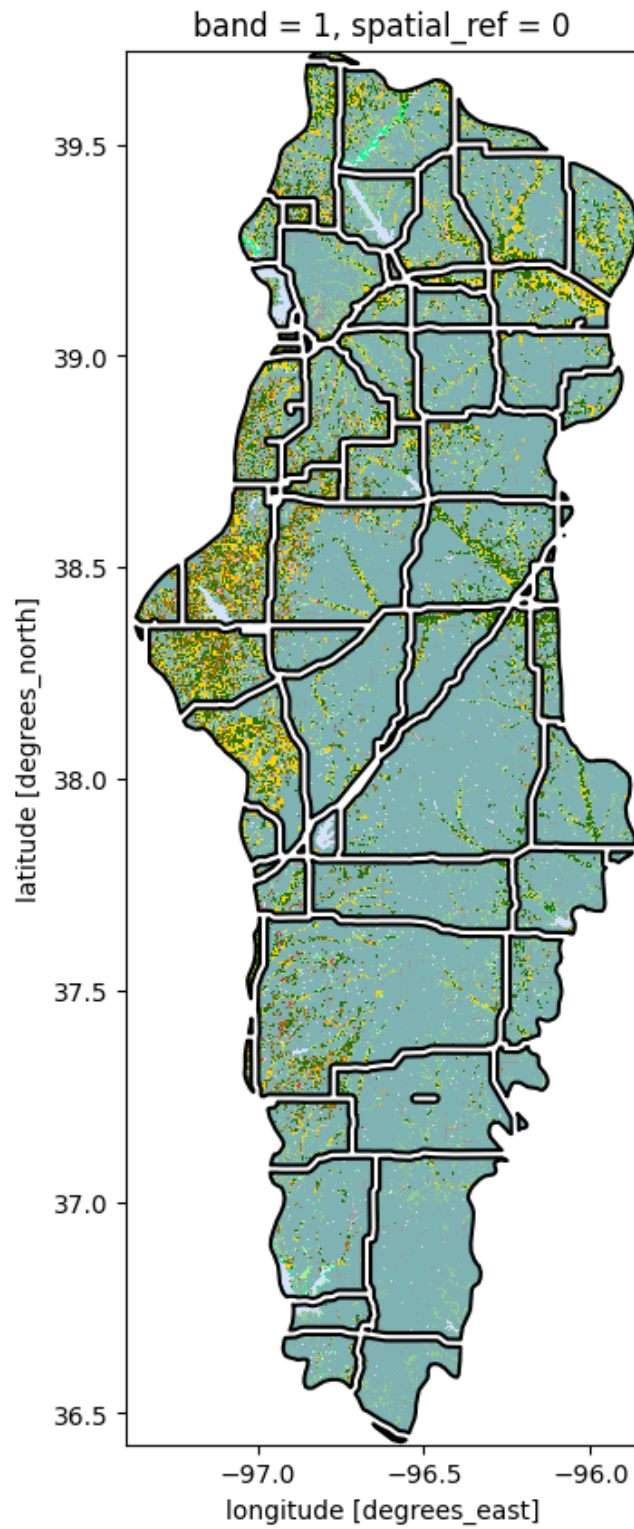 band = 1, spatial_ref = 0
39.5
39.0
38.5
38.0
37.5
37.0
36.5
latitude [degrees_north]
−97.0 −96.5 −96.0
longitude [degrees_east]